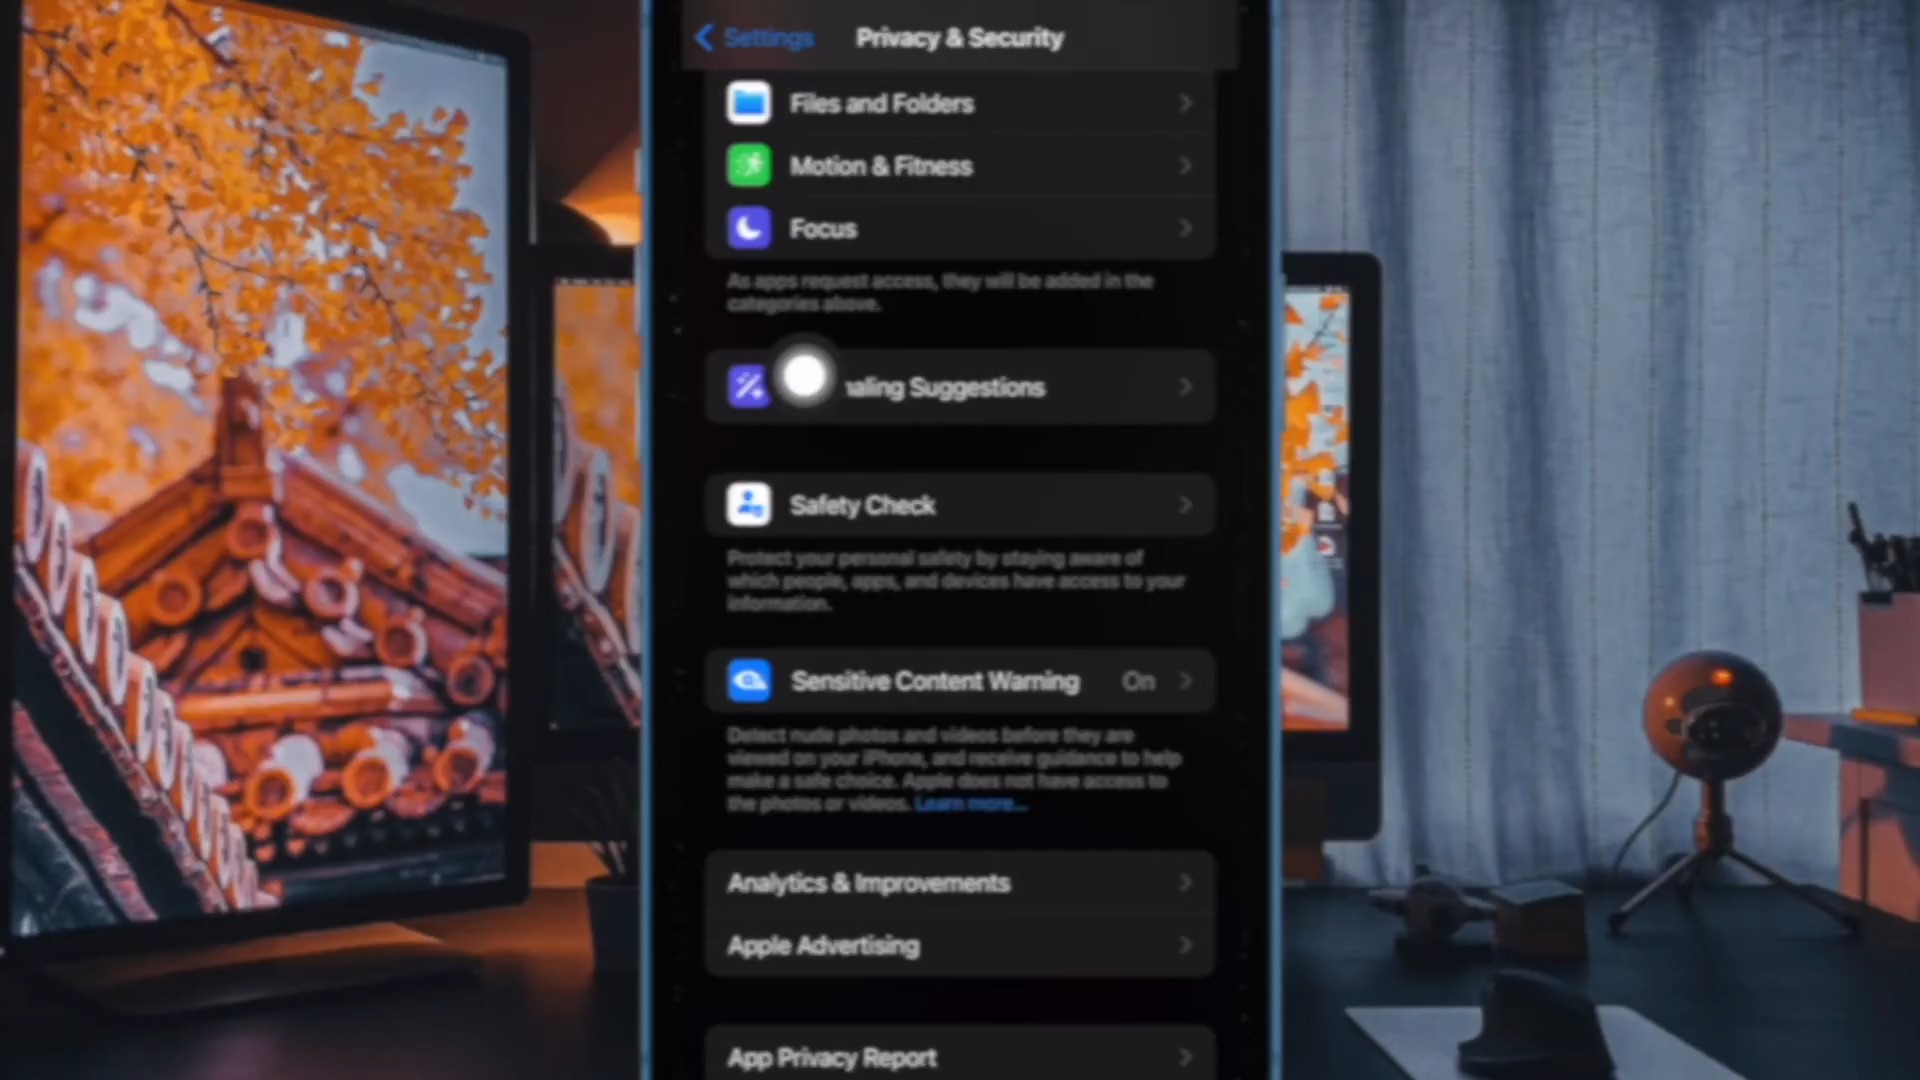 Settings
Privacy & Security
Files and Folders
Motion & Fitness
Focus
As apps request access, they will be added in the
categories above.
naling Suggestions
Safety Check
Protect your personal safety by staying aware of
which people, apps, and devices have access to your
information.
Sensitive Content Warning On
Detect nude photos and videos before they are
viewed on your iPhone, and receive guidance to help
make a safe choice. Apple does not have access to
the photos or videos. Learn more...
Analytics & Improvements
Apple Advertising
App Privacy Report